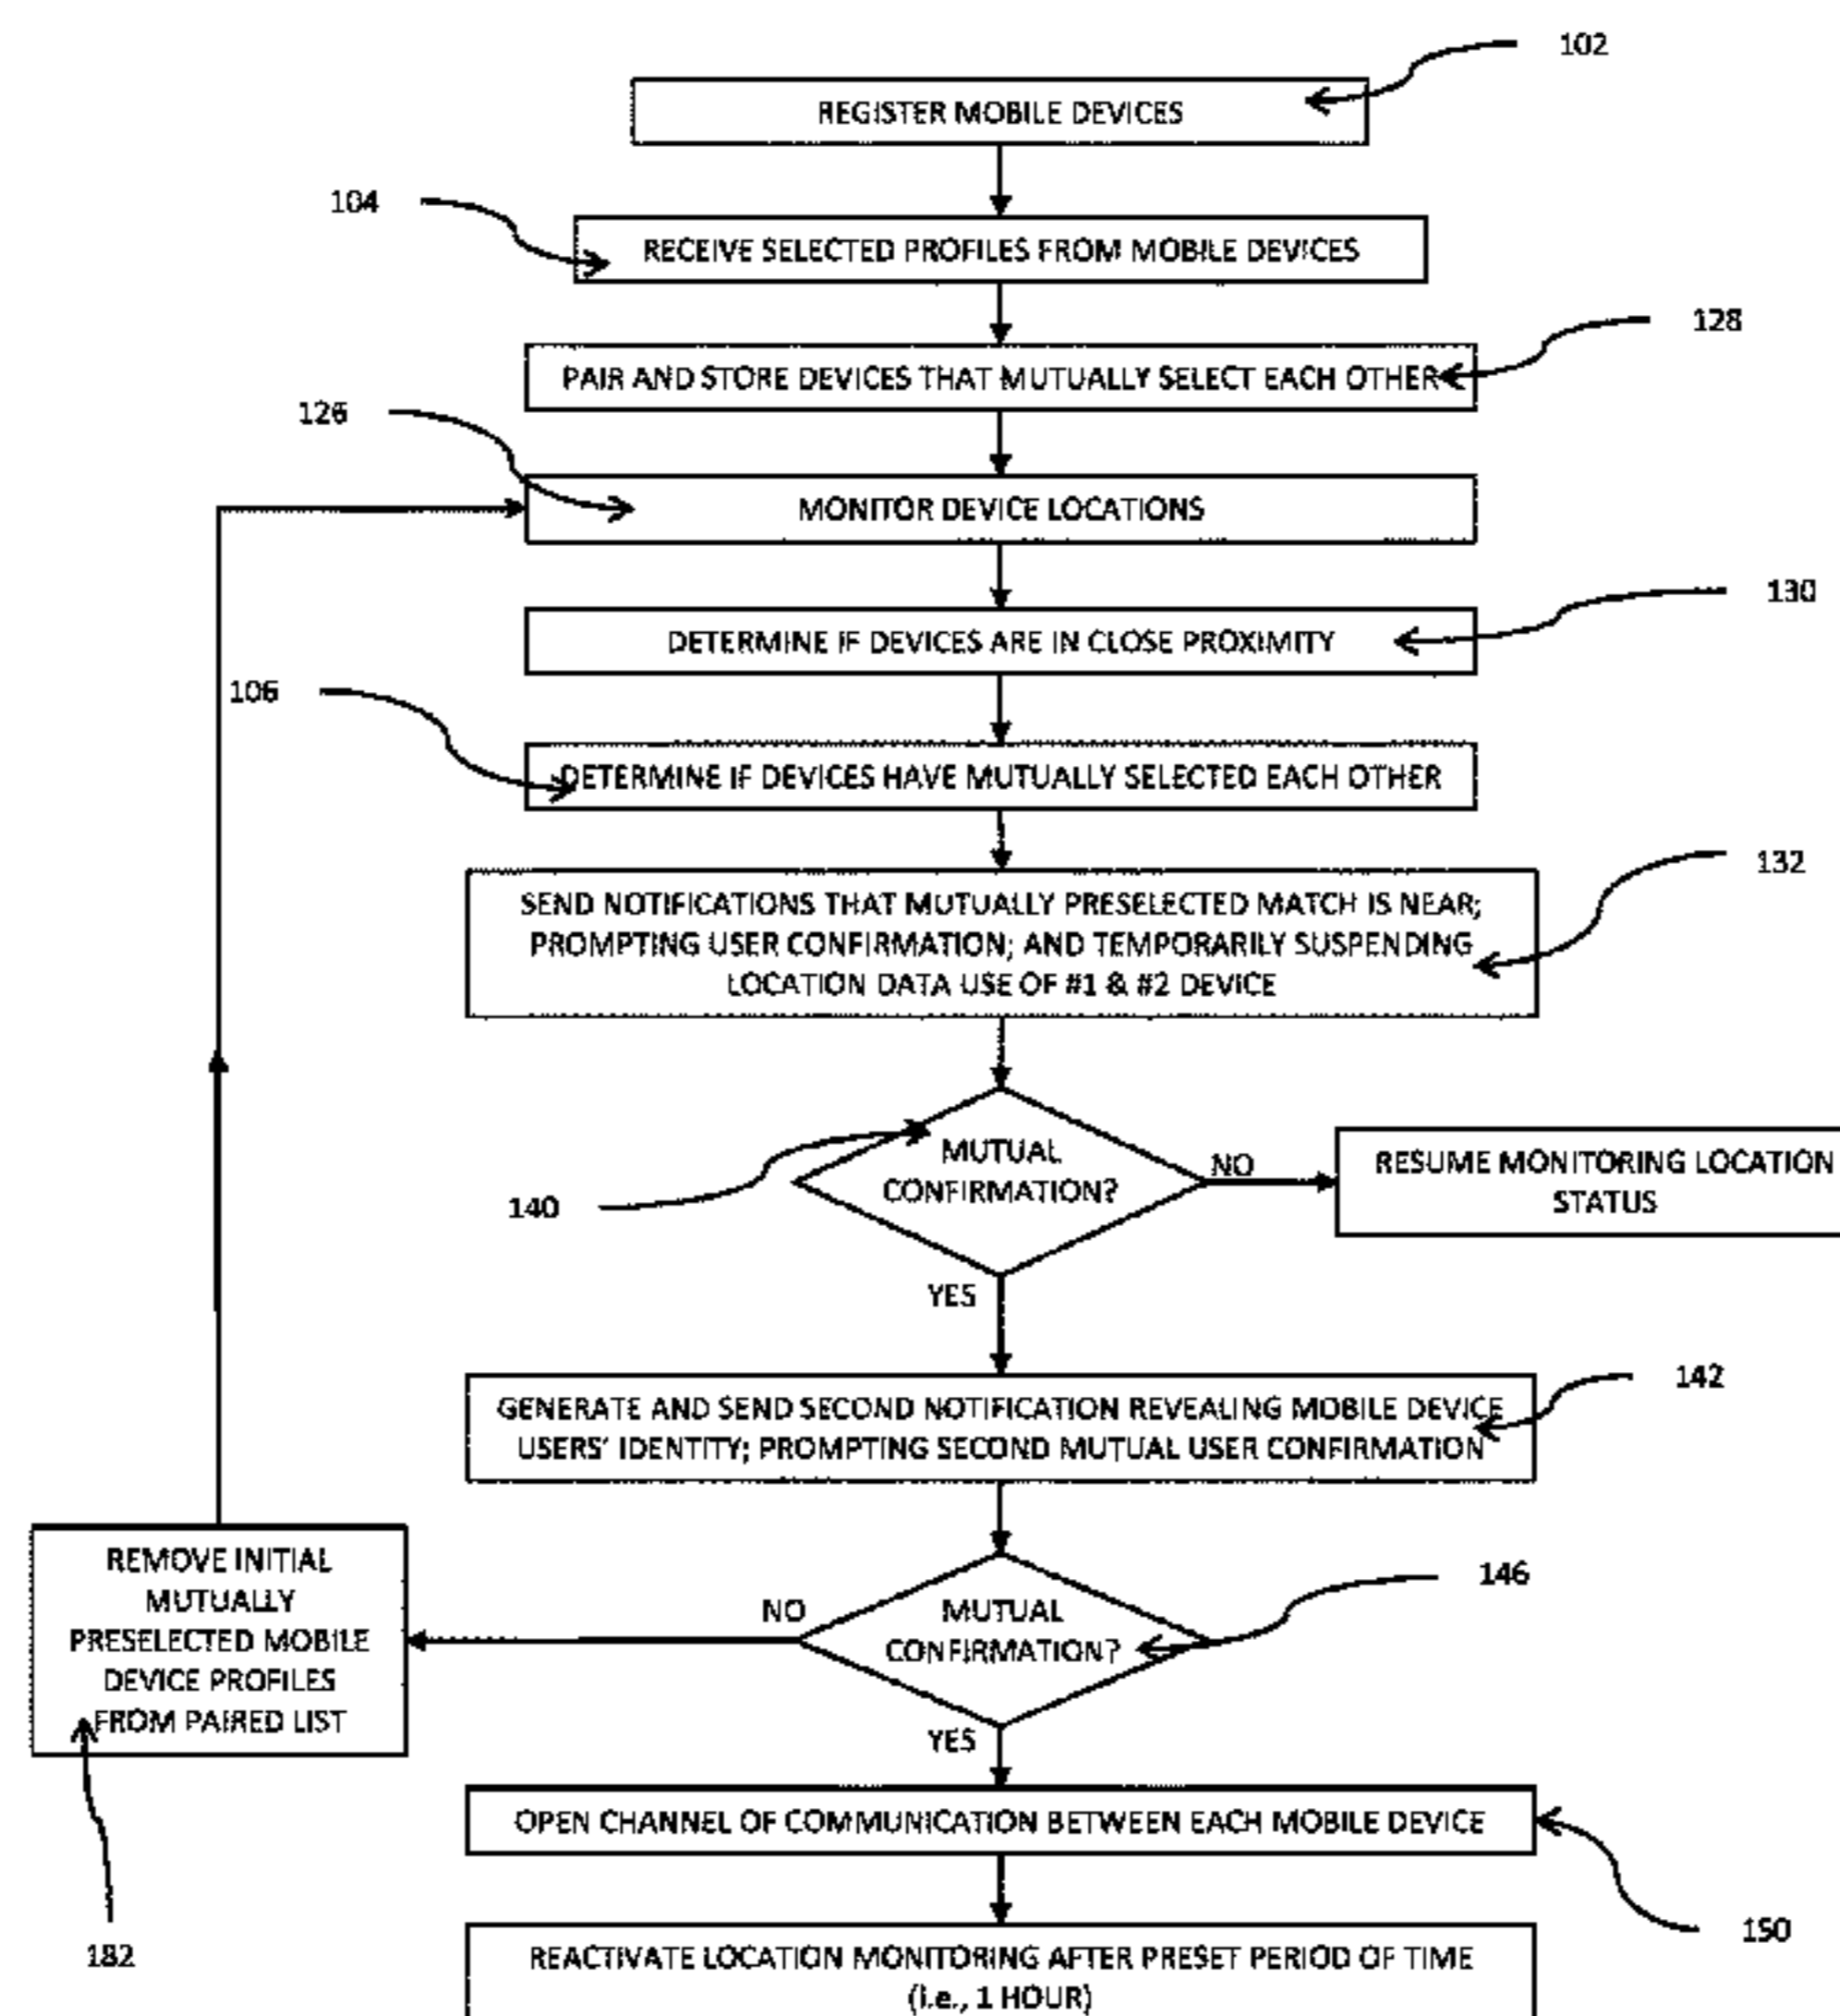 102
REGISTER MOBILE DEVICES
104
RECEIVE SELECTED PROFILES FROM MOBILE DEVICES
128
PAIR AND STORE DEVICES THAT MUTUALLY SELECT EACH OTHER
126
MONITOR DEVICE LOCATIONS
130
DETERMINE IF DEVICES ARE IN CLOSE PROXIMITY
106
DETERMINE IF DEVICES HAVE MUTUALLY SELECTED EACH OTHER
132
SEND NOTIFICATIONS THAT MUTUALLY PRESELECTED MATCH IS NEAR;
PROMPTING USER CONFIRMATION; AND TEMPORARILY SUSPENDING
LOCATION DATA USE OF #1 & #2 DEVICE
MUTUAL
CONFIRMATION?
140
NO
RESUME MONITORING LOCATION
STATUS
YES
142
GENERATE AND SEND SECOND NOTIFICATION REVEALING MOBILE DEVICE
USERS' IDENTITY; PROMPTING SECOND MUTUAL USER CONFIRMATION
146
MUTUAL
CONFIRMATION?
NO
REMOVE INITIAL
MUTUALLY
PRESELECTED MOBILE
DEVICE PROFILES
FROM PAIRED LIST
182
YES
OPEN CHANNEL OF COMMUNICATION BETWEEN EACH MOBILE DEVICE
150
REACTIVATE LOCATION MONITORING AFTER PRESET PERIOD OF TIME
(i.e., 1 HOUR)